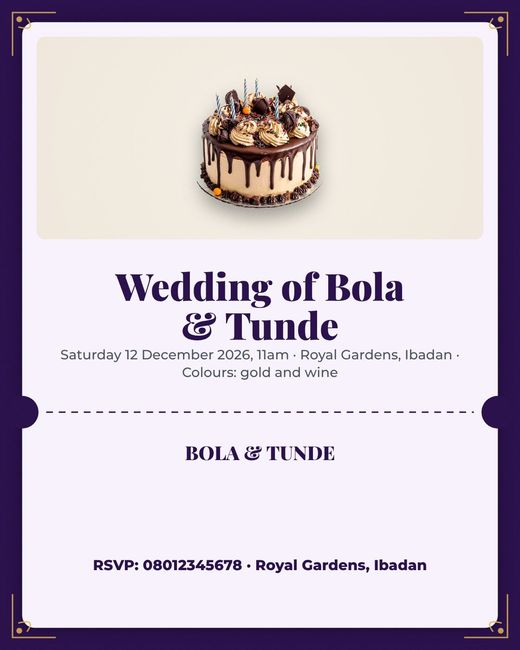 Wedding of Bola
& Tunde
Saturday 12 December 2026, 11am · Royal Gardens, Ibadan ·
Colours: gold and wine
BOLA & TUNDE
RSVP: 08012345678 · Royal Gardens, Ibadan